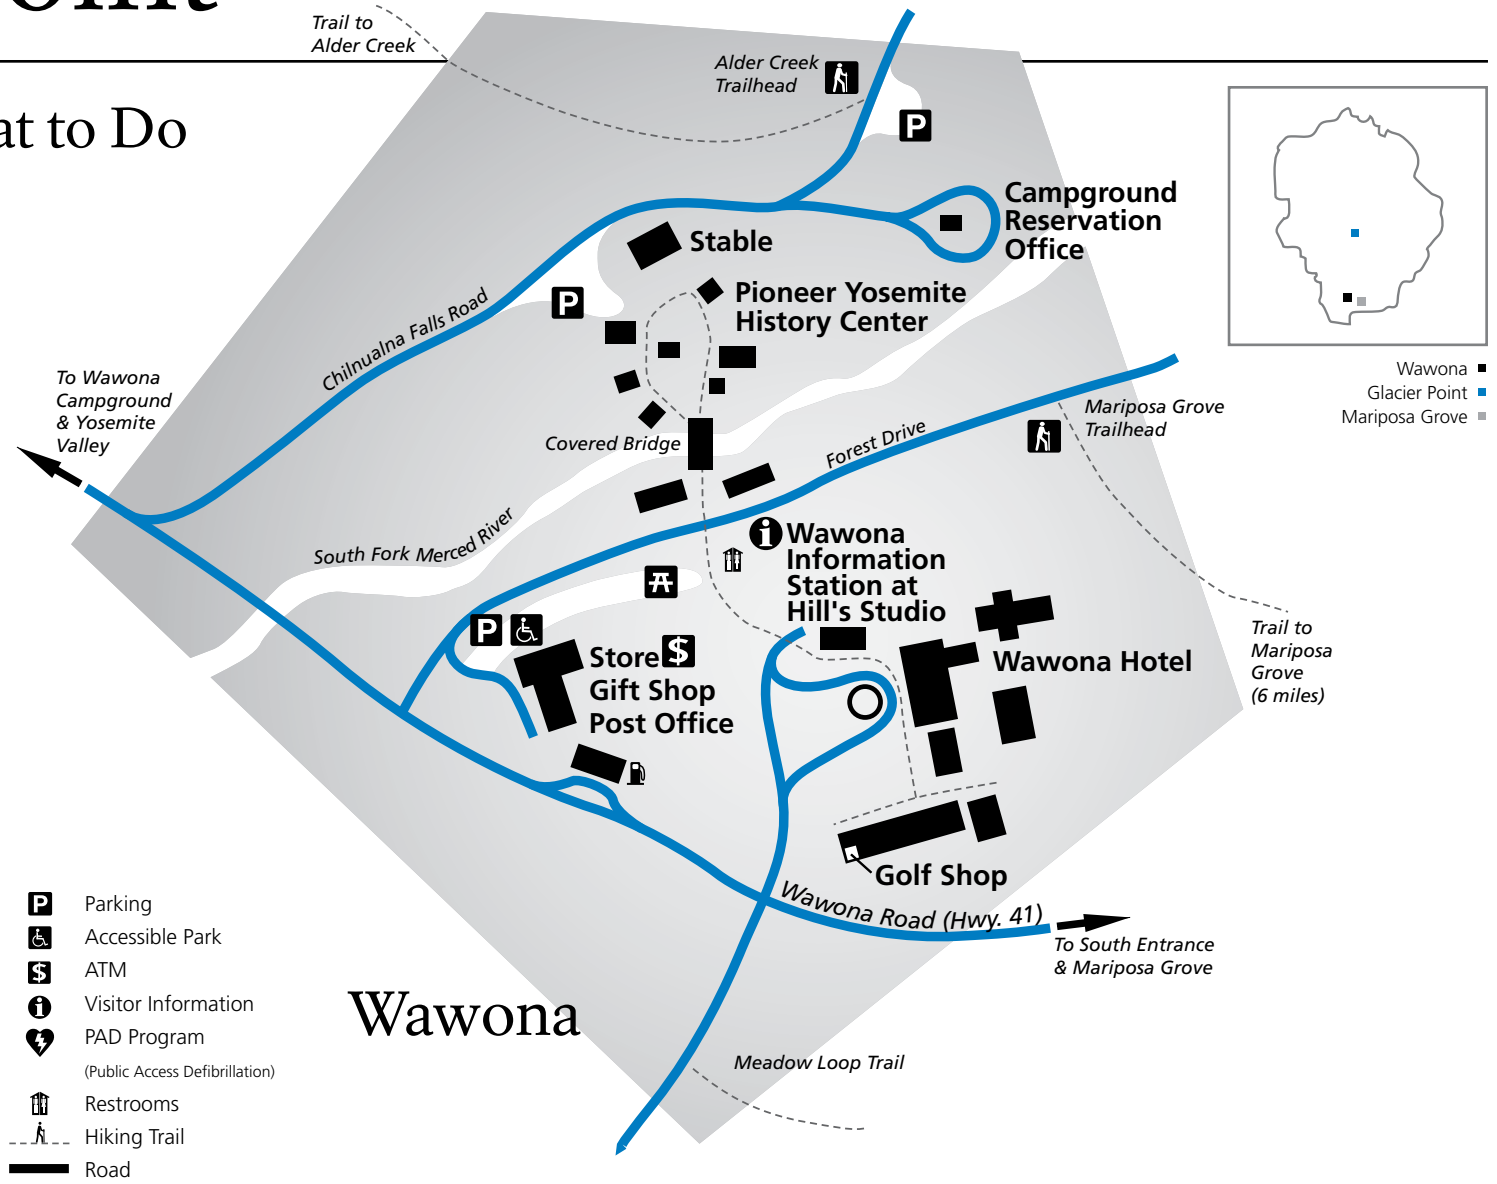 Trail to
Alder Creek
at to Do
Alder Creek
Trailhead
P
Campground
Reservation
Office
Stable
P
Pioneer Yosemite
History Center
Chilnualna Falls Road
To Wawona
Campground
& Yosemite
Valley
Wawona
Glacier Point
Mariposa Grove
Mariposa Grove
Trailhead
Covered Bridge
Forest Drive
South Fork Merced River
i
Wawona
Information
Station at
Hill's Studio
P
Store
$
Gift Shop
Post Office
Wawona Hotel
Trail to
Mariposa
Grove
(6 miles)
Golf Shop
Wawona Road (Hwy. 41)
To South Entrance
& Mariposa Grove
Wawona
Meadow Loop Trail
P Parking
Accessible Park
$ ATM
i Visitor Information
PAD Program
(Public Access Defibrillation)
Restrooms
Hiking Trail
Road